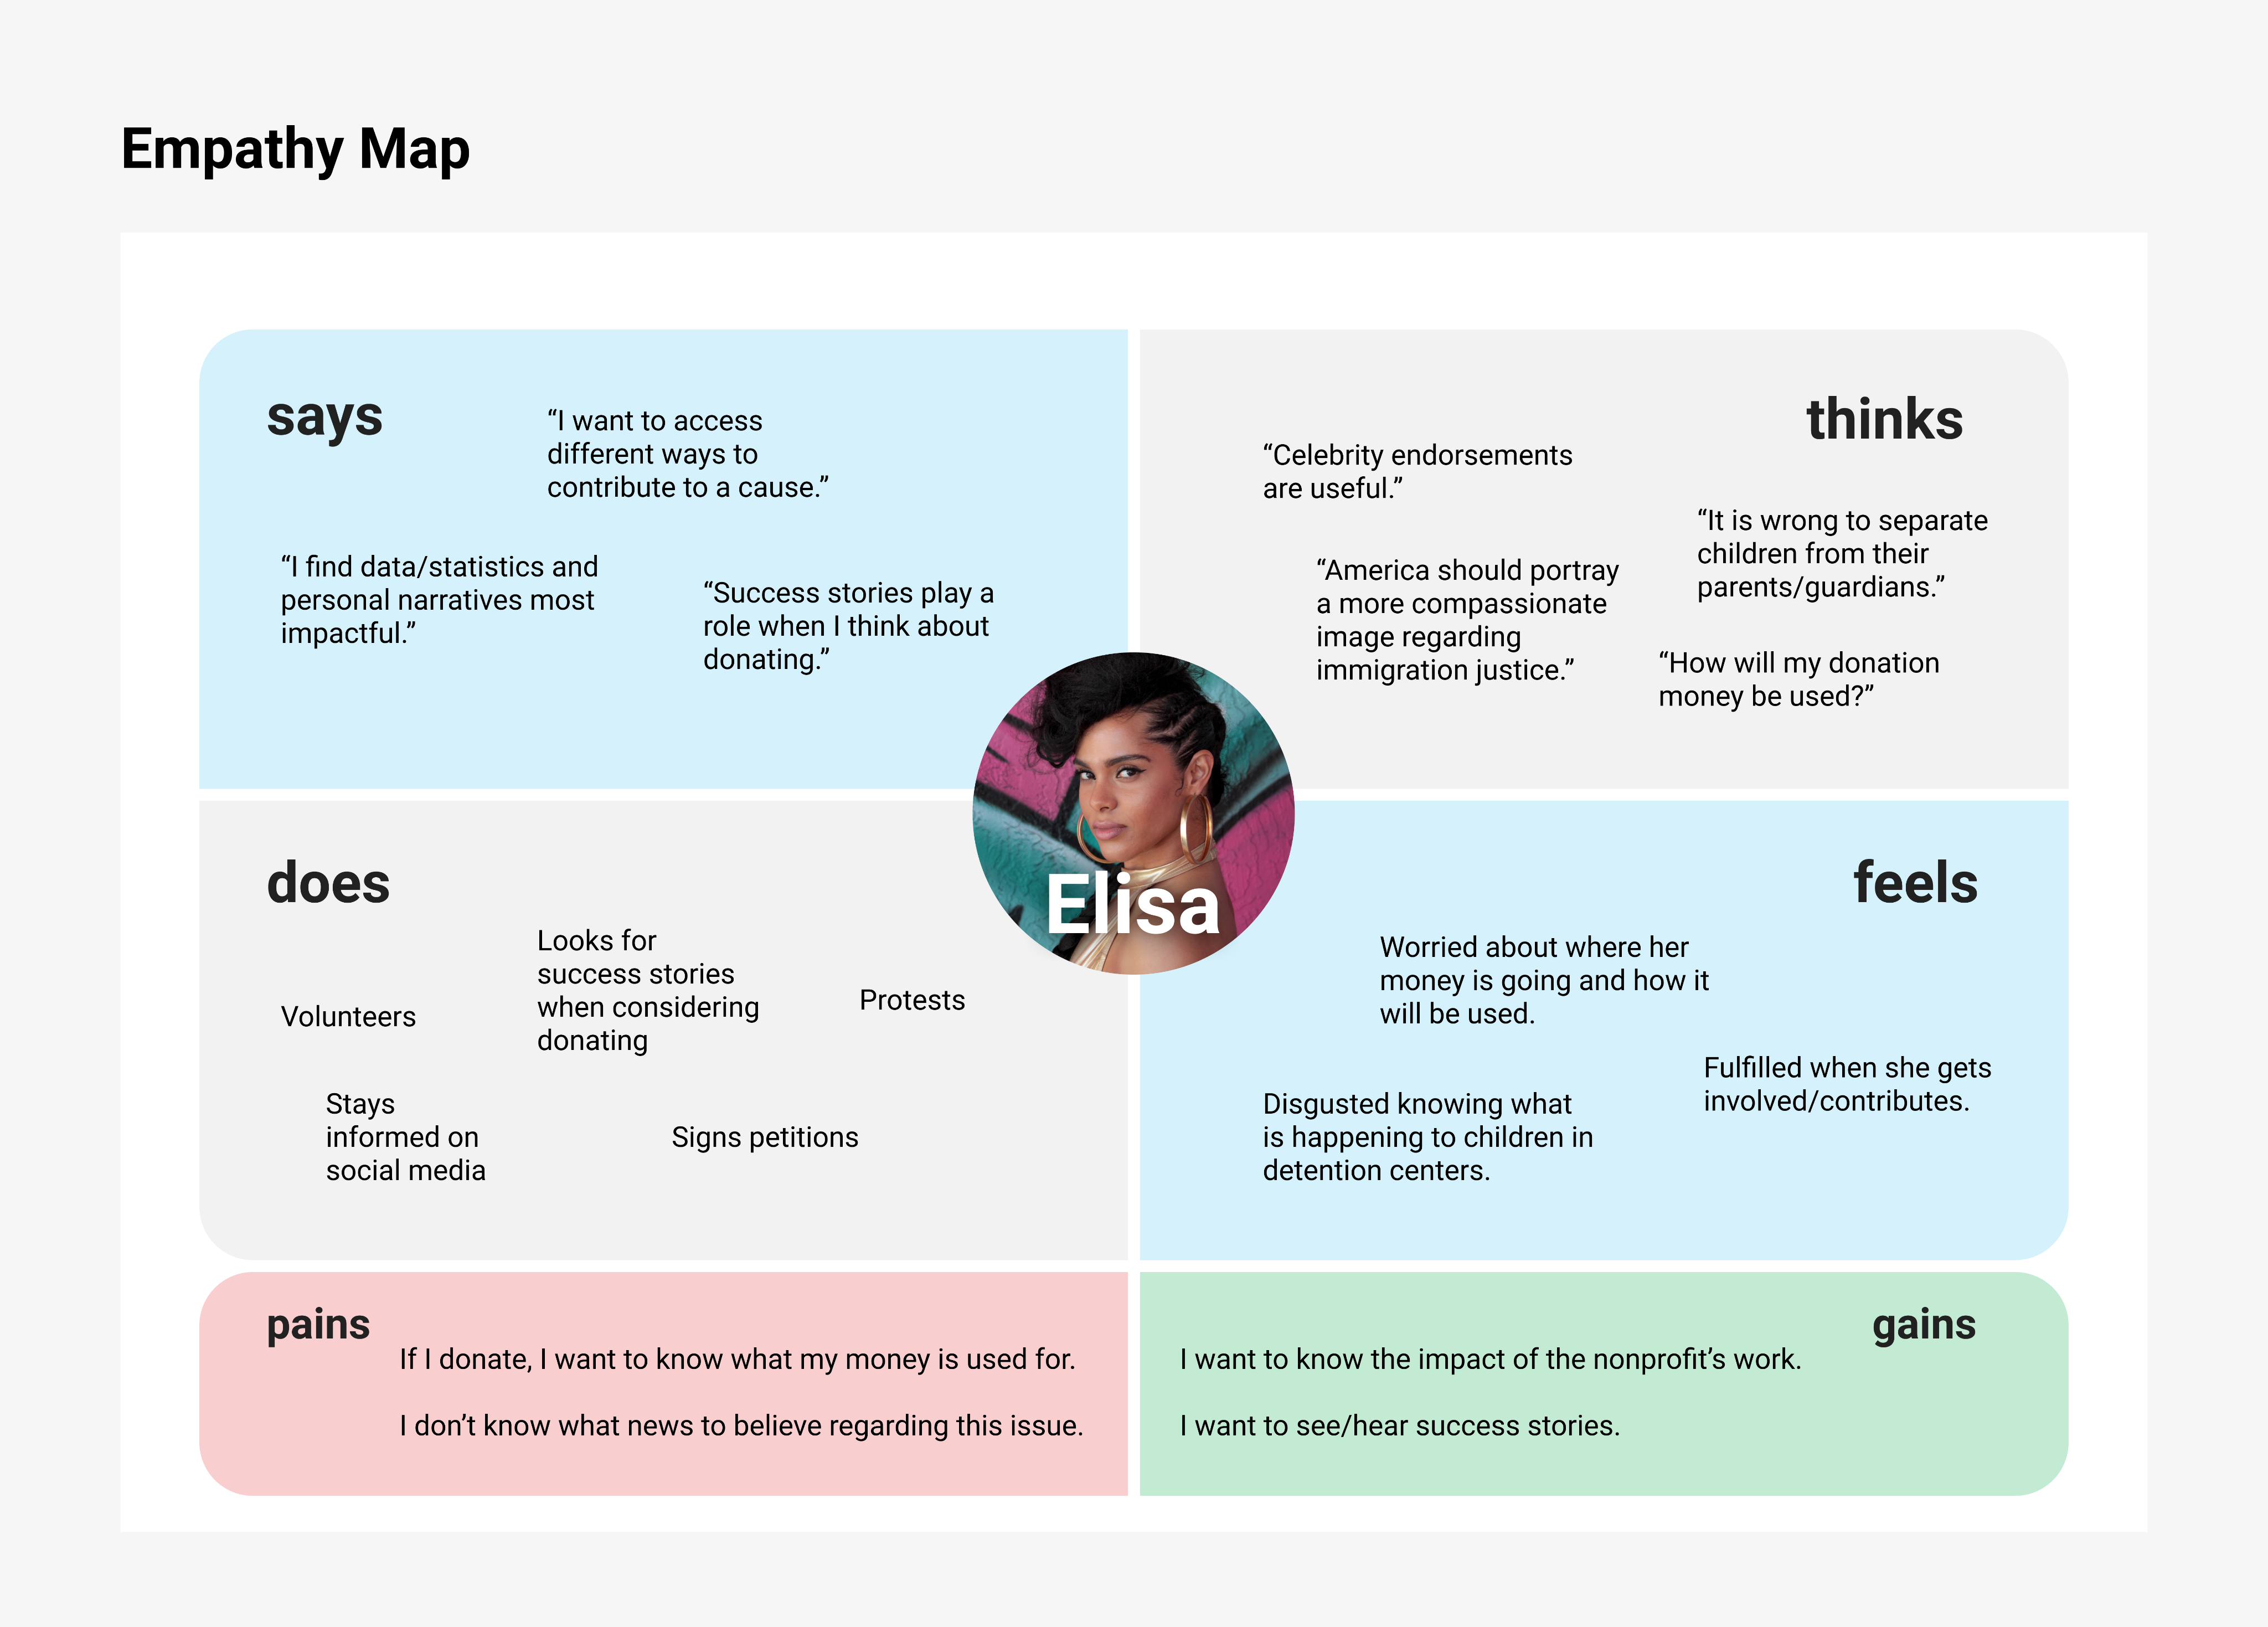 Empathy Map
says
“I want to access
different ways to
contribute to a cause.”
“I find data/statistics and
personal narratives most
impactful.”
“Success stories play a
role when I think about
donating.”
thinks
“Celebrity endorsements
are useful.”
“It is wrong to separate
children from their
parents/guardians.”
“America should portray
a more compassionate
image regarding
immigration justice.”
“How will my donation
money be used?”
Elisa
does
Looks for
success stories
when considering
donating
Volunteers
Protests
Stays
informed on
social media
Signs petitions
feels
Worried about where her
money is going and how it
will be used.
Fulfilled when she gets
involved/contributes.
Disgusted knowing what
is happening to children in
detention centers.
pains
If I donate, I want to know what my money is used for.
I don’t know what news to believe regarding this issue.
gains
I want to know the impact of the nonprofit’s work.
I want to see/hear success stories.